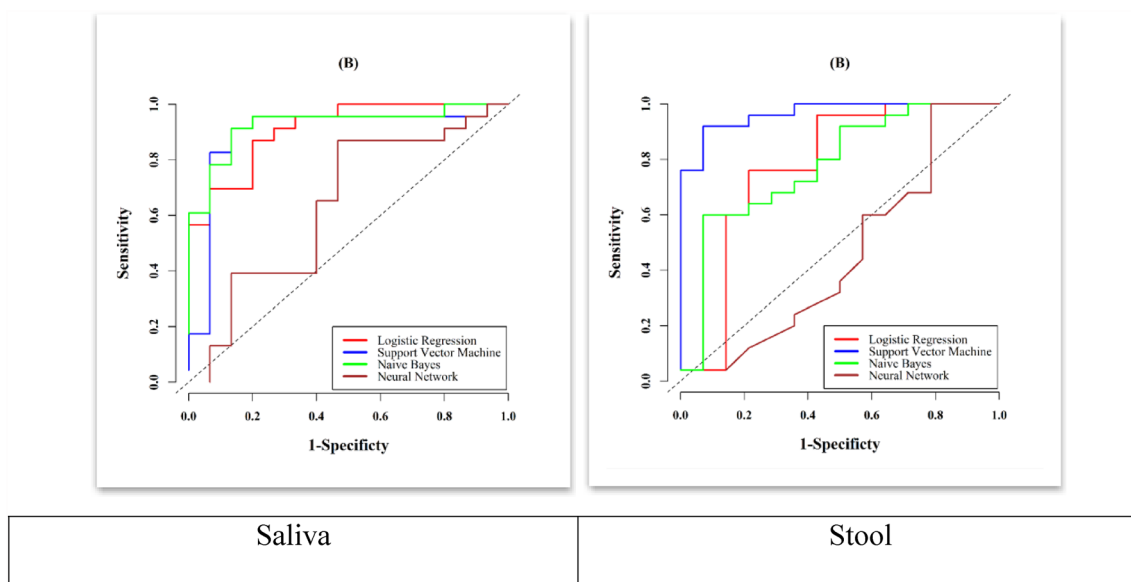 (B)
Sensitivity
1.0
0.8
0.6
0.4
0.2
0.0
Logistic Regression
Support Vector Machine
Naive Bayes
Neural Network
0.0 0.2 0.4 0.6 0.8 1.0
1-Specificty
(B)
Sensitivity
1.0
0.8
0.6
0.4
0.2
0.0
Logistic Regression
Support Vector Machine
Naive Bayes
Neural Network
0.0 0.2 0.4 0.6 0.8 1.0
1-Specificty
Saliva
Stool